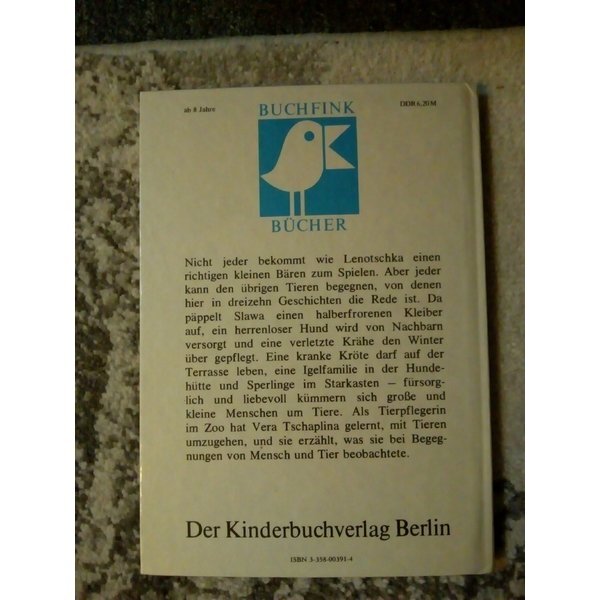 ab 8 Jahre
BUCHFINK
DDR 6,20 M
BÜCHER
Nicht jeder bekommt wie Lenotschka einen
richtigen kleinen Bären zum Spielen. Aber jeder
kann den übrigen Tieren begegnen, von denen
hier in dreizehn Geschichten die Rede ist. Da
päppelt Slawa einen halberfrorenen Kleiber
auf, ein herrenloser Hund wird von Nachbarn
versorgt und eine verletzte Krähe den Winter
über gepflegt. Eine kranke Kröte darf auf der
Terrasse leben, eine Igelfamilie in der Hunde-
hütte und Sperlinge im Starkasten – fürsorg-
lich und liebevoll kümmern sich große und
kleine Menschen um Tiere. Als Tierpflegerin
im Zoo hat Vera Tschaplina gelernt, mit Tieren
umzugehen, und sie erzählt, was sie bei Begeg-
nungen von Mensch und Tier beobachtete.
Der Kinderbuchverlag Berlin
ISBN 3-358-00391-4